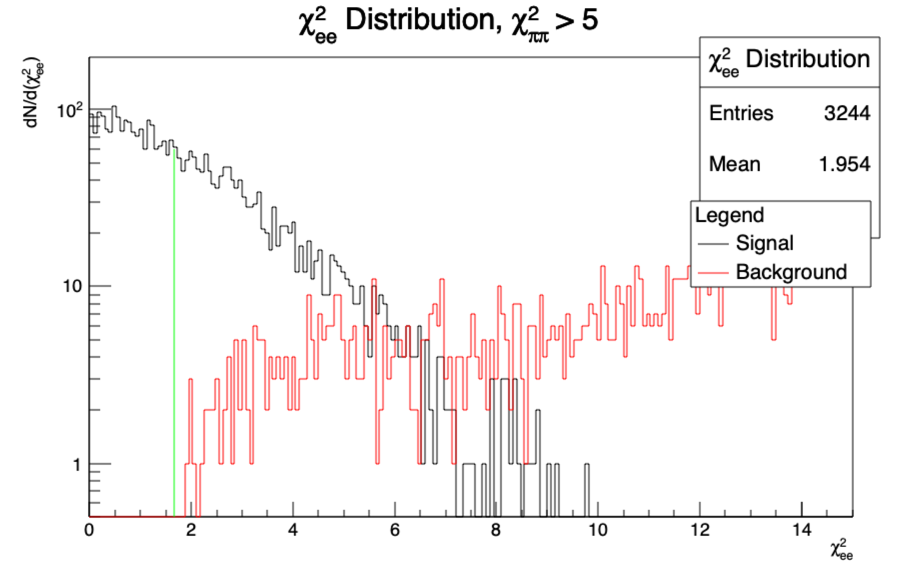 χ²ee Distribution, χ²ππ > 5
dN/d(χ²ee)
χ²ee Distribution
Entries 3244
Mean 1.954
Legend
Signal
Background
10²
10
1
0 2 4 6 8 10 12 14
χ²ee